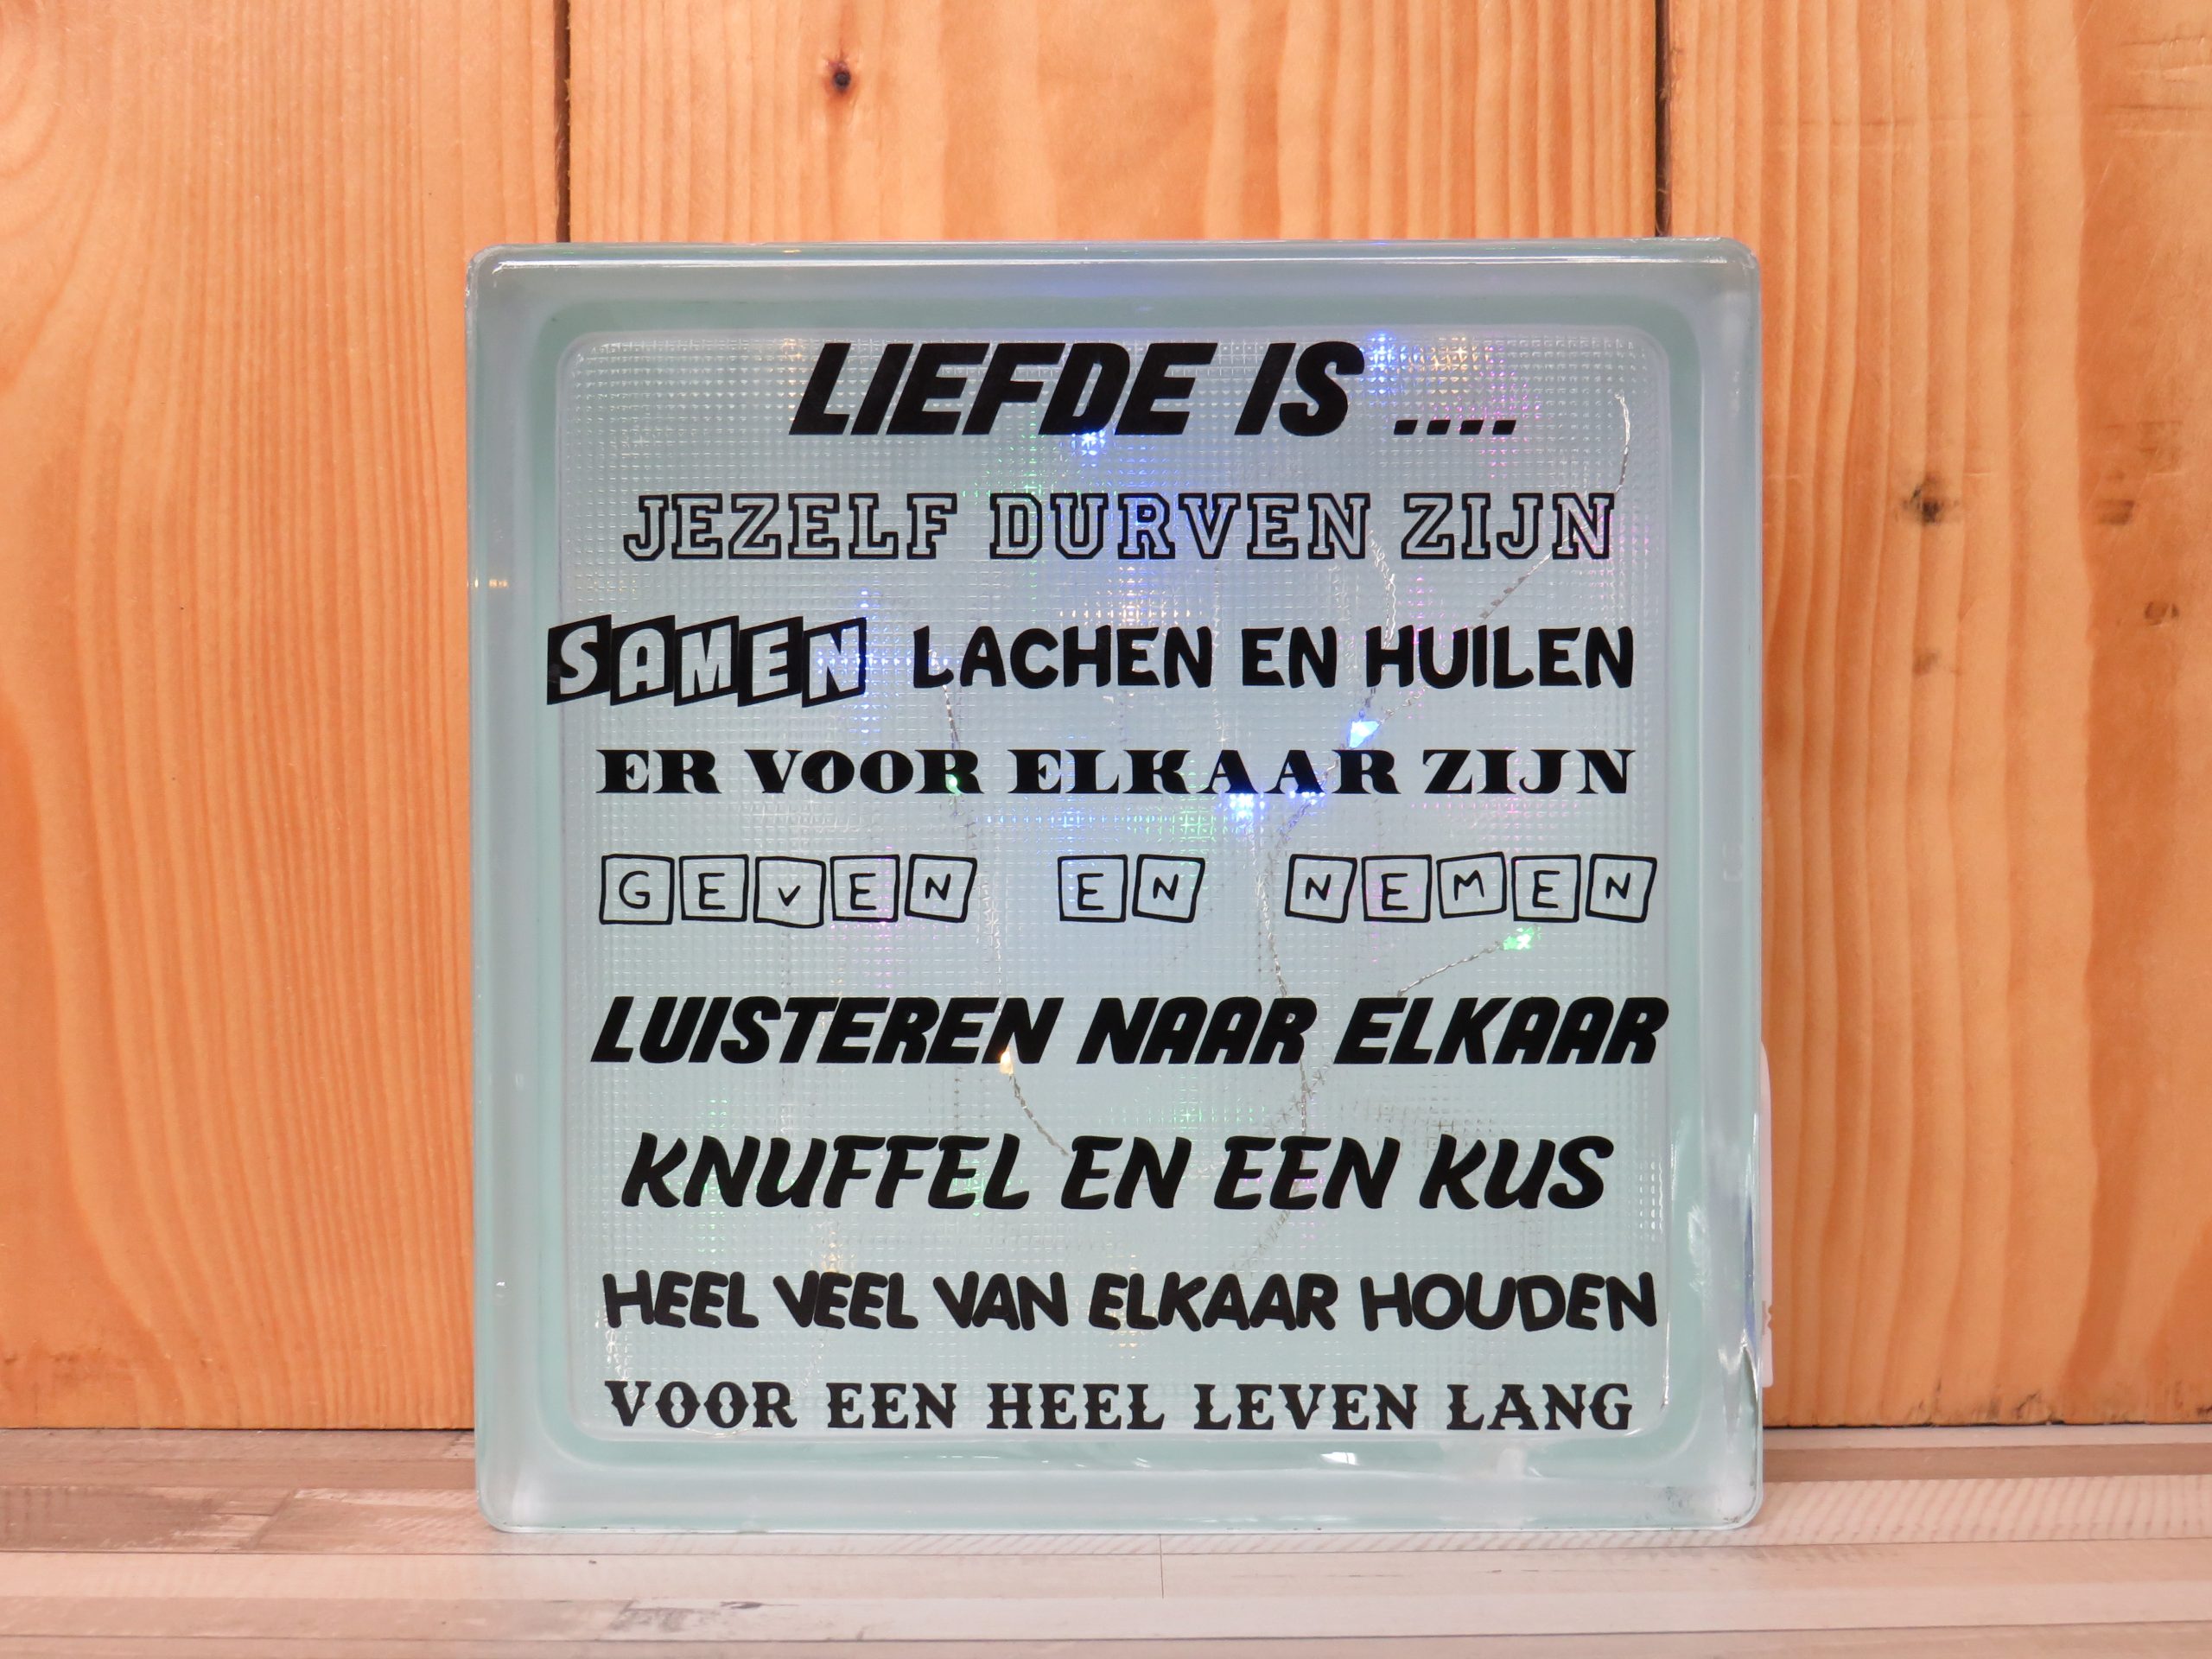 LIEFDE IS ....
JEZELF DURVEN ZIJN
SAMEN LACHEN EN HUILEN
ER VOOR ELKAAR ZIJN
GEVEN EN NEMEN
LUISTEREN NAAR ELKAAR
KNUFFEL EN EEN KUS
HEEL VEEL VAN ELKAAR HOUDEN
VOOR EEN HEEL LEVEN LANG